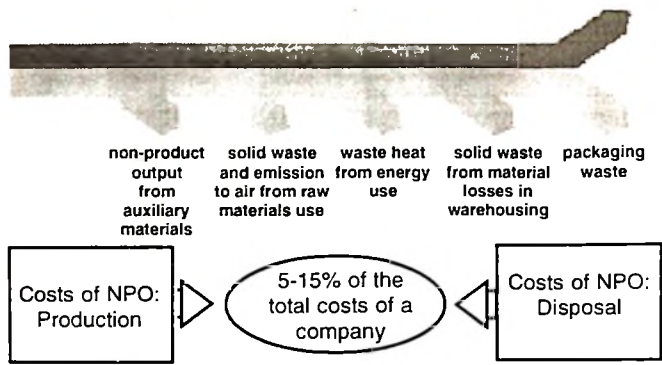 non-product
output
from
auxiliary
materials
solid waste
and emission
to air from raw
materials use
waste heat
from energy
use
solid waste
from material
losses in
warehousing
packaging
waste
Costs of NPO:
Production
5-15% of the
total costs of a
company
Costs of NPO:
Disposal